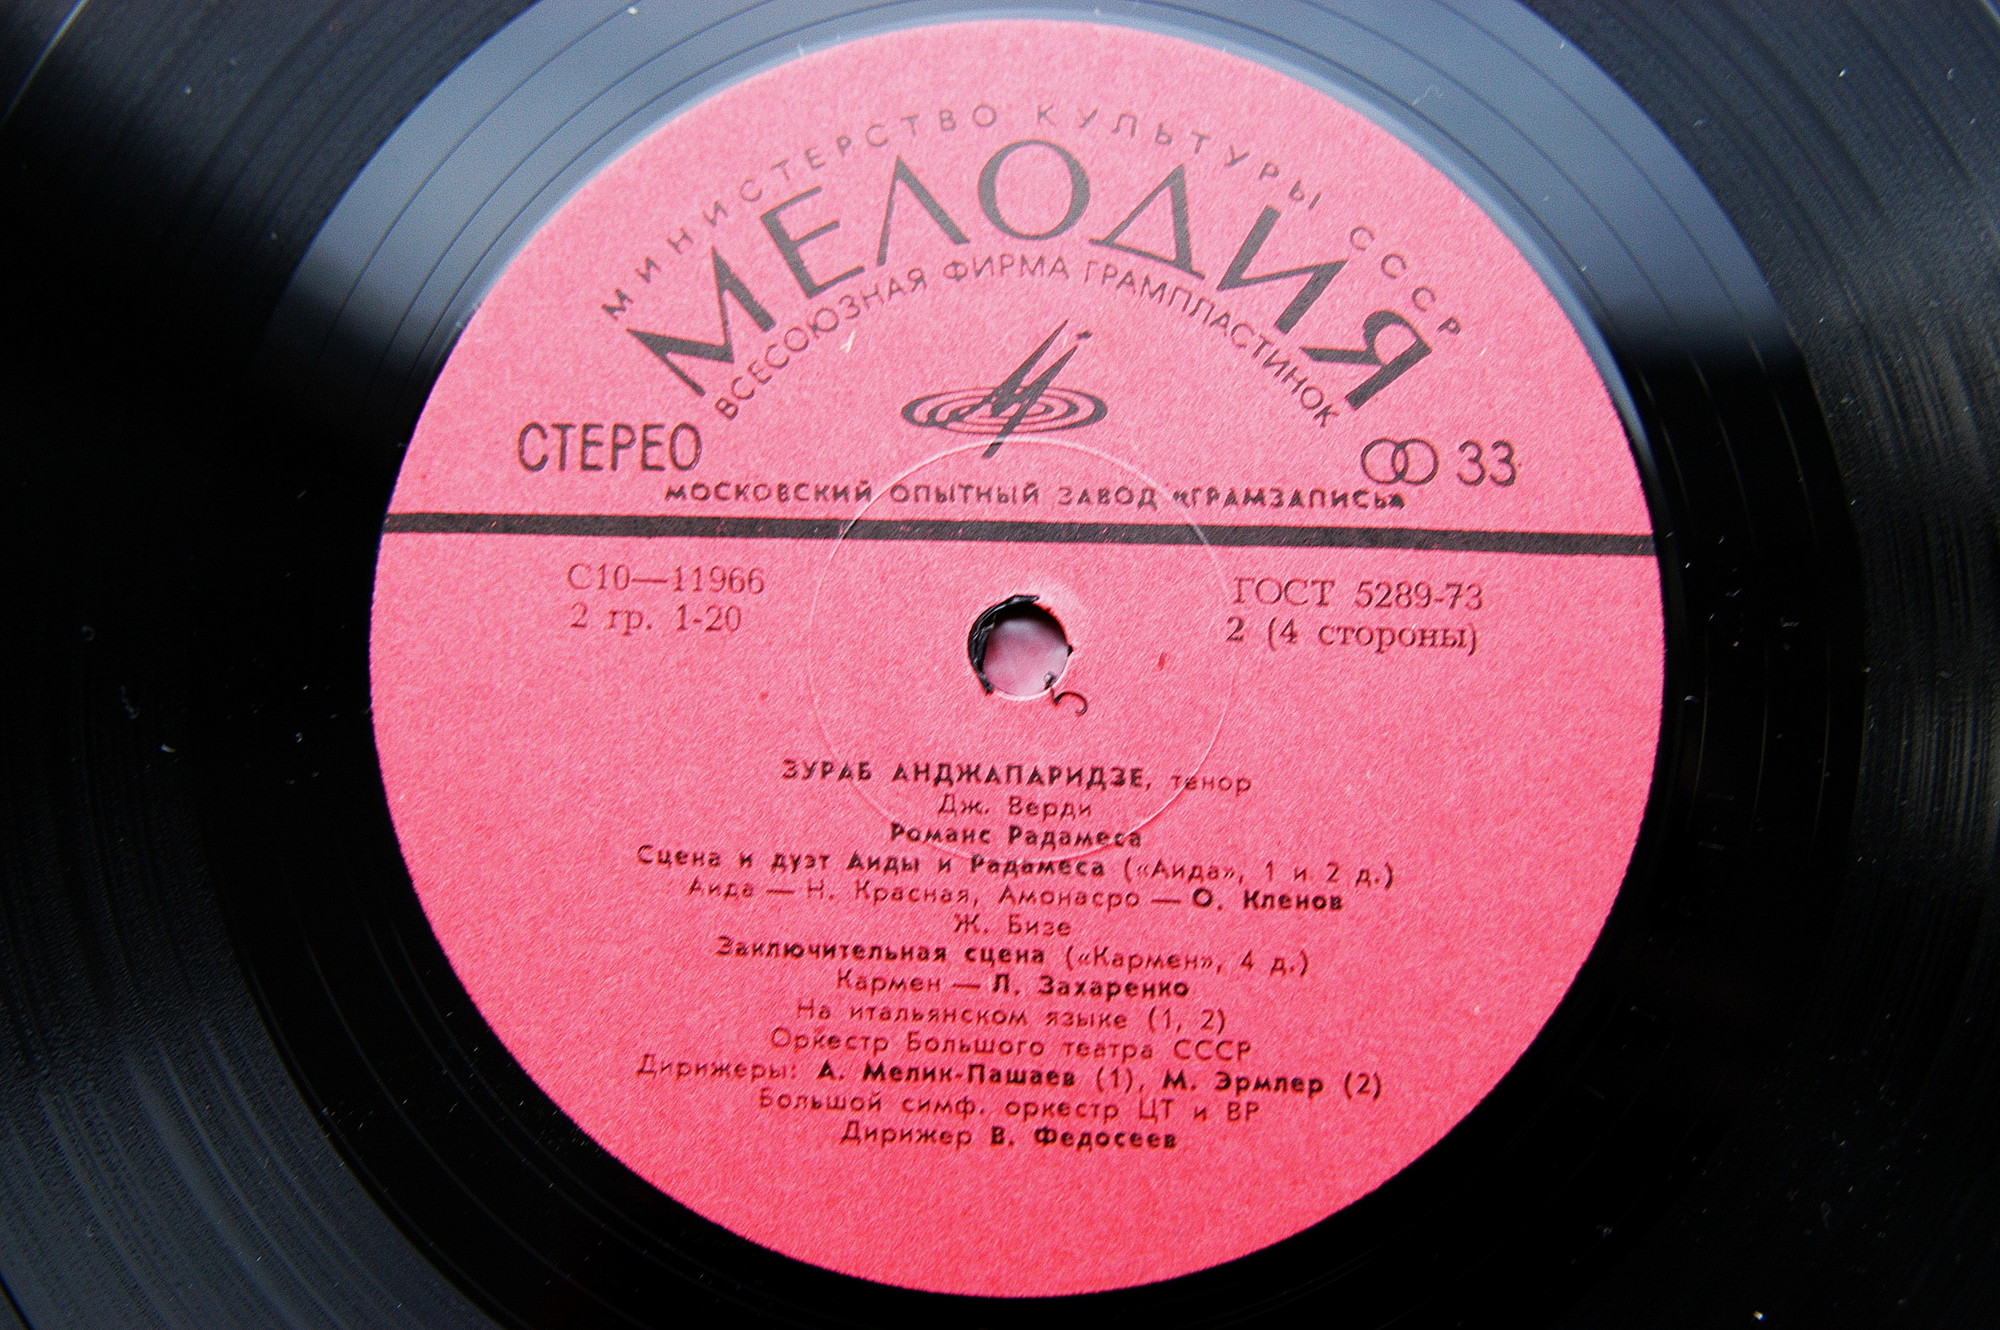 МИНИСТЕРСТВО КУЛЬТУРЫ СССР
МЕЛОДИЯ
ВСЕСОЮЗНАЯ ФИРМА ГРАМПЛАСТИНОК
СТЕРЕО
33
МОСКОВСКИЙ ОПЫТНЫЙ ЗАВОД «ГРАМЗАПИСЬ»
С10—11966
ГОСТ 5289-73
2 гр. 1-20
2 (4 стороны)
ЗУРАБ АНДЖАПАРИДЗЕ, тенор
Дж. Верди
Романс Радамеса
Сцена и дуэт Аиды и Радамеса («Аида», 1 и 2 д.)
Аида — Н. Красная, Амонасро — О. Кленов
Ж. Бизе
Заключительная сцена («Кармен», 4 д.)
Кармен — Л. Захаренко
На итальянском языке (1, 2)
Оркестр Большого театра СССР
Дирижеры: А. Мелик-Пашаев (1), М. Эрмлер (2)
Большой симф. оркестр ЦТ и ВР
Дирижер В. Федосеев